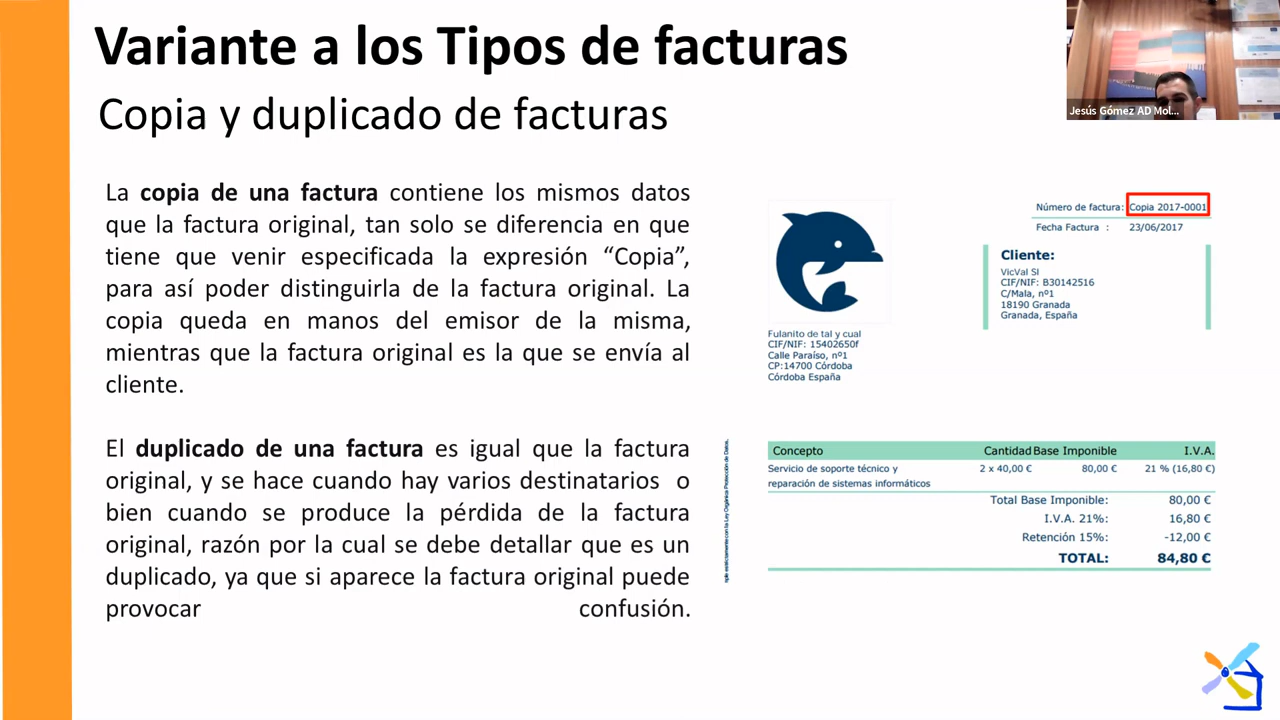 Variante a los Tipos de facturas
Copia y duplicado de facturas
Jesús Gómez AD Mol...
La copia de una factura contiene los mismos datos
que la factura original, tan solo se diferencia en que
tiene que venir especificada la expresión “Copia”,
para así poder distinguirla de la factura original. La
copia queda en manos del emisor de la misma,
mientras que la factura original es la que se envía al
cliente.
El duplicado de una factura es igual que la factura
original, y se hace cuando hay varios destinatarios o
bien cuando se produce la pérdida de la factura
original, razón por la cual se debe detallar que es un
duplicado, ya que si aparece la factura original puede
provocar confusión.
Número de factura: Copia 2017-0001
Fecha Factura : 23/06/2017
Cliente:
VicVal Sl
CIF/NIF: B30142516
C/Mala, nº1
18190 Granada
Granada, España
Fulanito de tal y cual
CIF/NIF: 15402650f
Calle Paraíso, nº1
CP:14700 Córdoba
Córdoba España
Concepto Cantidad Base Imponible I.V.A.
Servicio de soporte técnico y 2 x 40,00 € 80,00 € 21 % (16,80 €)
reparación de sistemas informáticos
Total Base Imponible: 80,00 €
I.V.A. 21%: 16,80 €
Retención 15%: -12,00 €
TOTAL: 84,80 €
estrictamente con la Ley Orgánica Protección de Datos.